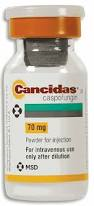 Cancidas®
caspofungin
70 mg
Powder for injection
For intravenous use
only after dilution
MSD